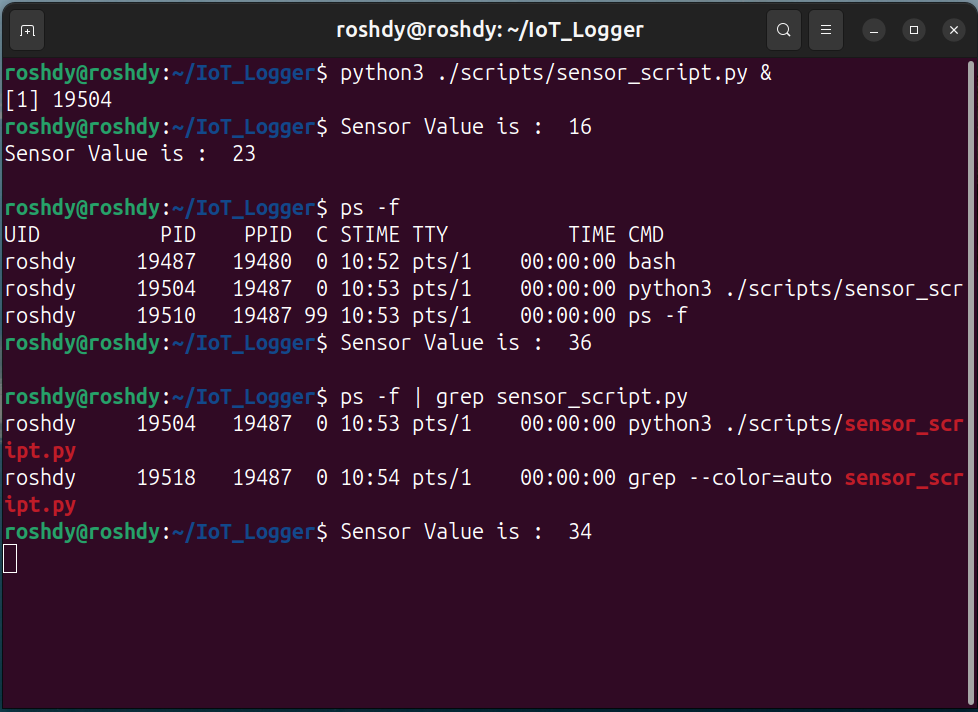 roshdy@roshdy: ~/IoT_Logger
roshdy@roshdy:~/IoT_Logger$ python3 ./scripts/sensor_script.py &
[1] 19504
roshdy@roshdy:~/IoT_Logger$ Sensor Value is :  16
Sensor Value is :  23
roshdy@roshdy:~/IoT_Logger$ ps -f
UID          PID    PPID  C STIME TTY          TIME CMD
roshdy     19487   19480  0 10:52 pts/1    00:00:00 bash
roshdy     19504   19487  0 10:53 pts/1    00:00:00 python3 ./scripts/sensor_scr
roshdy     19510   19487 99 10:53 pts/1    00:00:00 ps -f
roshdy@roshdy:~/IoT_Logger$ Sensor Value is :  36
roshdy@roshdy:~/IoT_Logger$ ps -f | grep sensor_script.py
roshdy     19504   19487  0 10:53 pts/1    00:00:00 python3 ./scripts/sensor_scr
ipt.py
roshdy     19518   19487  0 10:54 pts/1    00:00:00 grep --color=auto sensor_scr
ipt.py
roshdy@roshdy:~/IoT_Logger$ Sensor Value is :  34